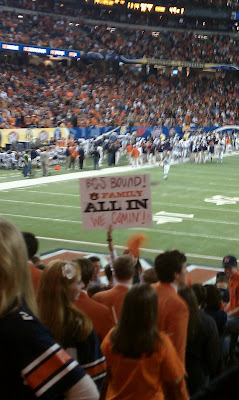 BCS BOUND!
& FAMILY
ALL IN
WE COMIN'!